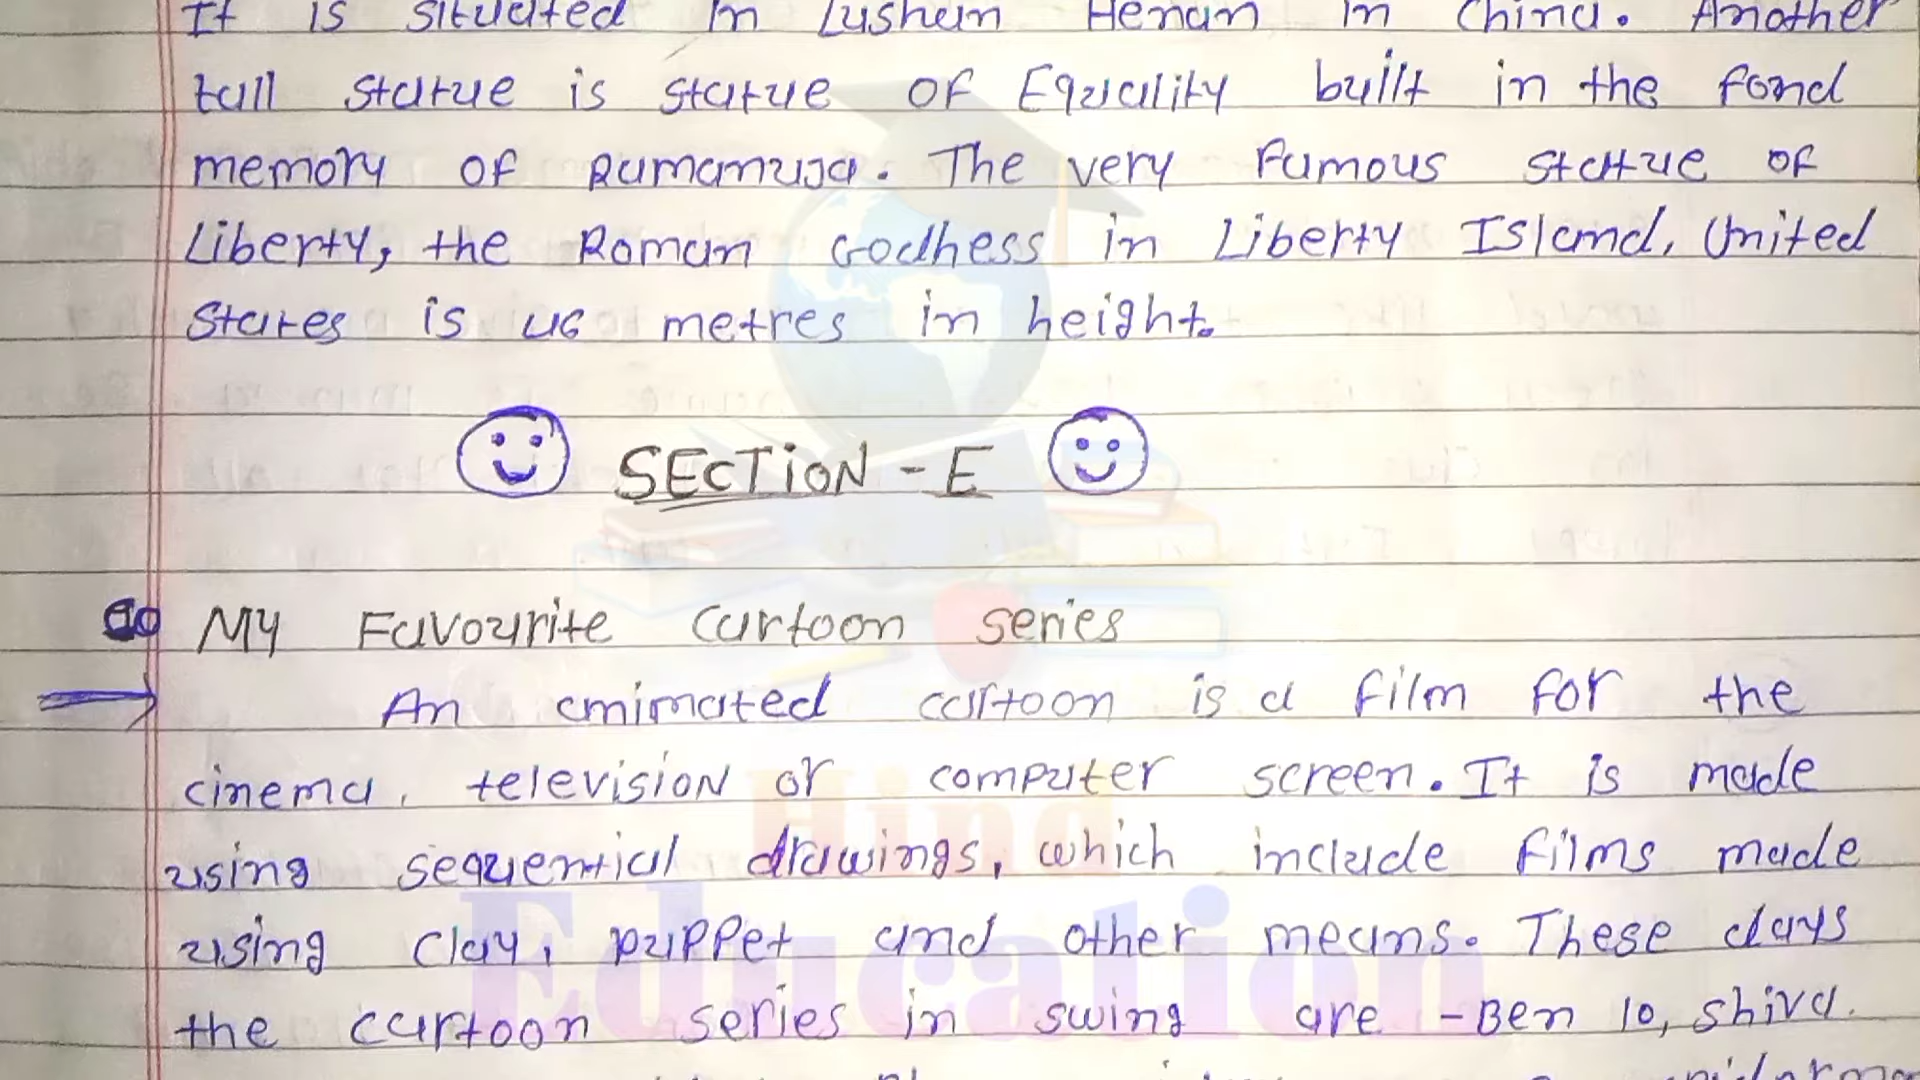 It is situated in Lushan Henan in China. Another
tall statue is statue of Equality built in the fond
memory of Ramanuja. The very famous statue of
Liberty, the Roman Godhess in Liberty Island, United
States is 46 metres in height.
SECTION - E
My Favourite cartoon series
An animated cartoon is a film for the
cinema, television or computer screen. It is made
using sequential drawings, which include films made
using clay, puppet and other means. These days
the cartoon series in swing are - Ben 10, shiva.
Hind
Education